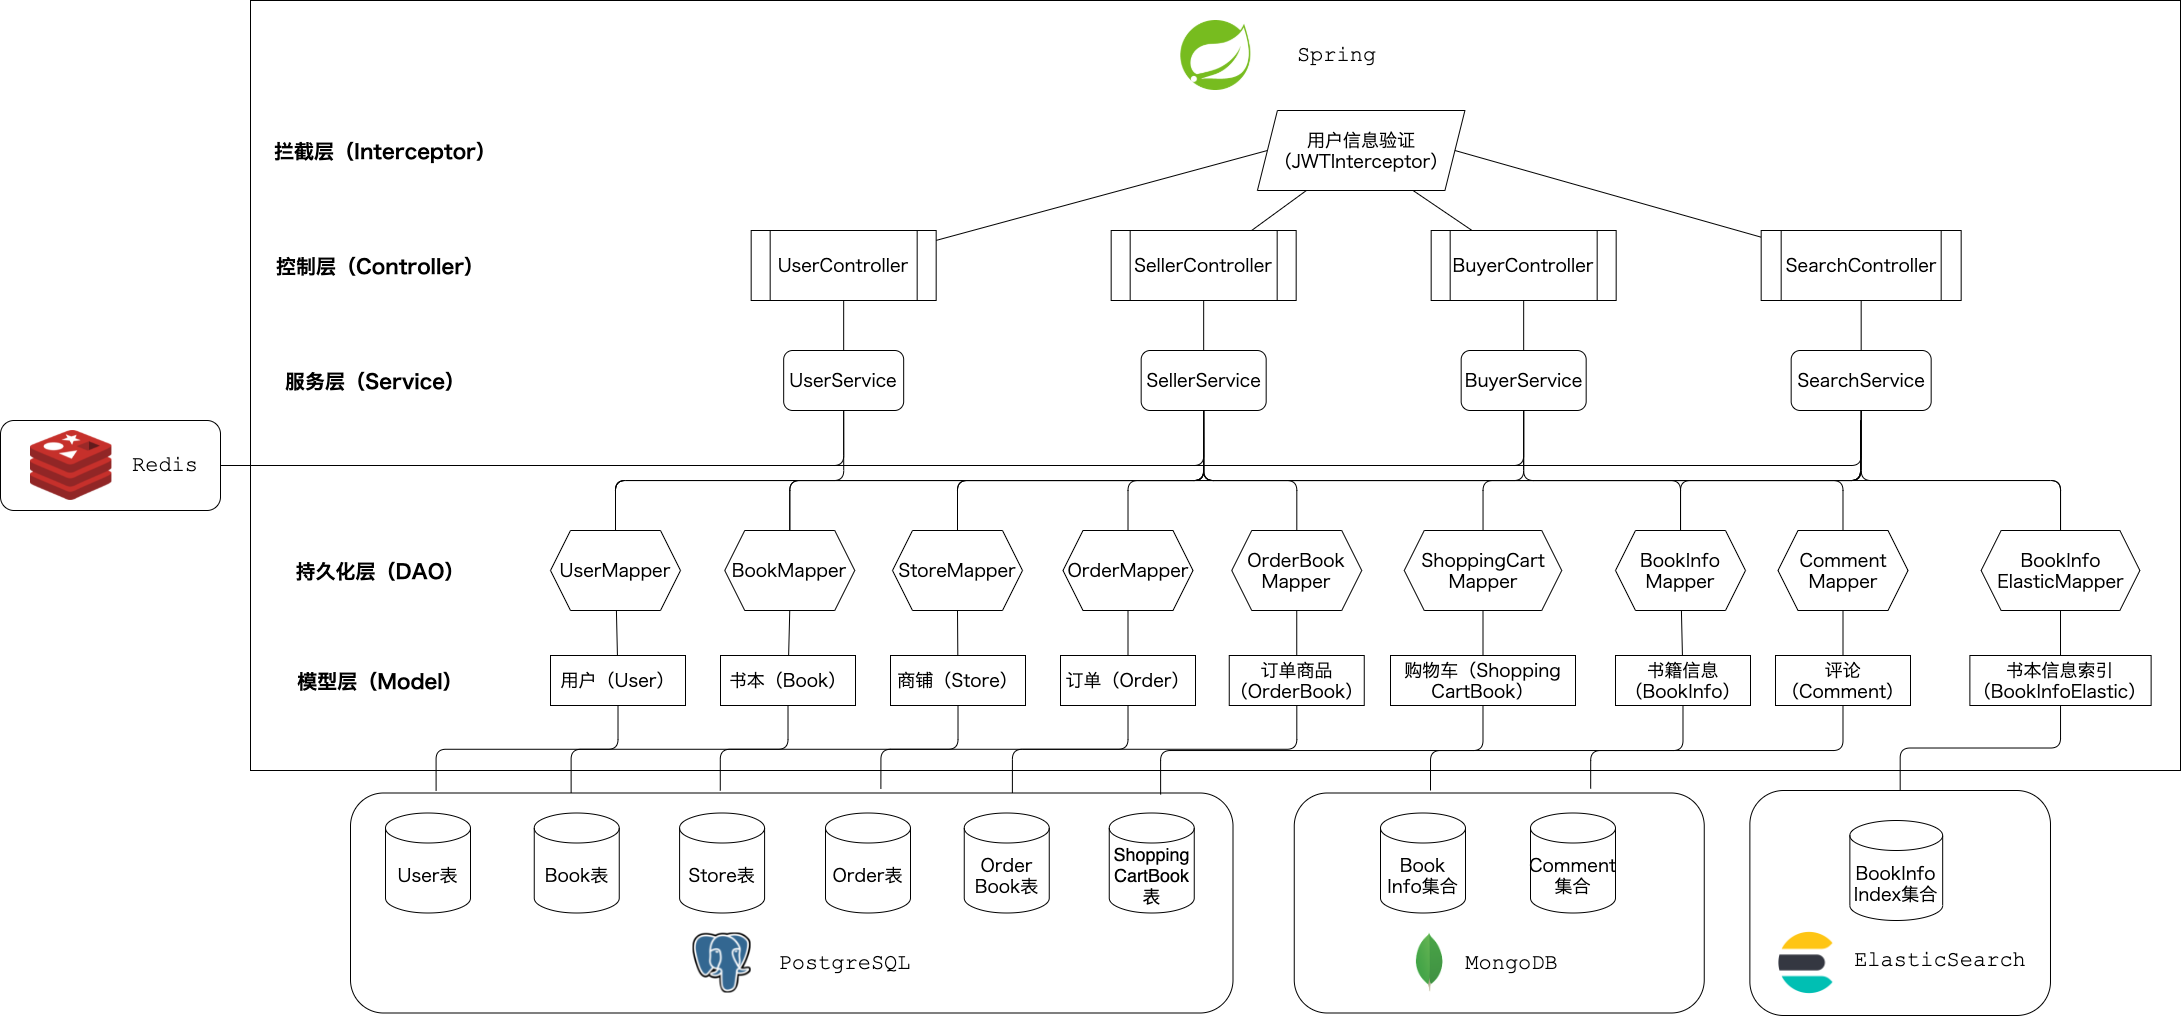 Spring
拦截层（Interceptor）
用户信息验证
（JWTInterceptor）
控制层（Controller）
UserController
SellerController
BuyerController
SearchController
服务层（Service）
UserService
SellerService
BuyerService
SearchService
Redis
持久化层（DAO）
UserMapper
BookMapper
StoreMapper
OrderMapper
OrderBook
Mapper
ShoppingCart
Mapper
BookInfo
Mapper
Comment
Mapper
BookInfo
ElasticMapper
模型层（Model）
用户（User）
书本（Book）
商铺（Store）
订单（Order）
订单商品
（OrderBook）
购物车（Shopping
CartBook）
书籍信息
（BookInfo）
评论
（Comment）
书本信息索引
（BookInfoElastic）
User表
Book表
Store表
Order表
Order
Book表
Shopping
CartBook
表
Book
Info集合
Comment
集合
BookInfo
Index集合
PostgreSQL
MongoDB
ElasticSearch